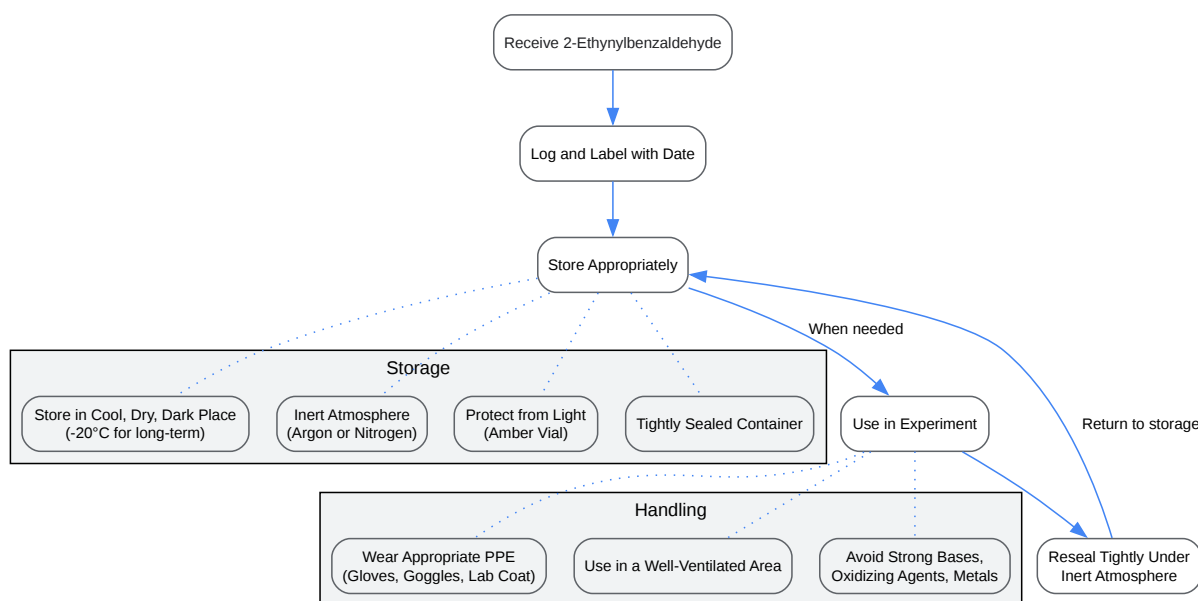 Receive 2-Ethynylbenzaldehyde
Log and Label with Date
Store Appropriately
When needed
Storage
Store in Cool, Dry, Dark Place
(-20°C for long-term)
Inert Atmosphere
(Argon or Nitrogen)
Protect from Light
(Amber Vial)
Tightly Sealed Container
Use in Experiment
Return to storage
Handling
Wear Appropriate PPE
(Gloves, Goggles, Lab Coat)
Use in a Well-Ventilated Area
Avoid Strong Bases,
Oxidizing Agents, Metals
Reseal Tightly Under
Inert Atmosphere